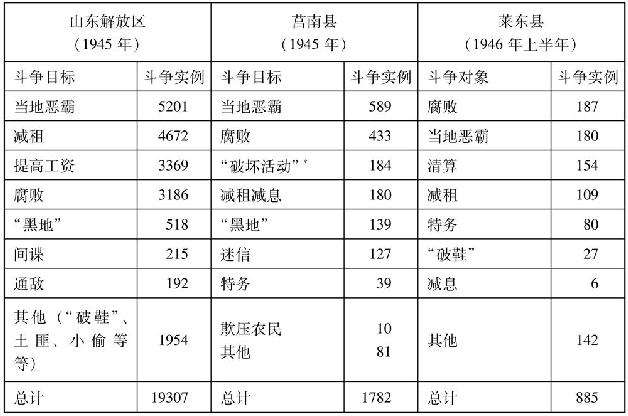 山东解放区 莒南县 莱东县
（1945 年） （1945 年） （1946 年上半年）
斗争目标 斗争实例 斗争目标 斗争实例 斗争对象 斗争实例
当地恶霸 5201 当地恶霸 589 腐败 187
减租 4672 腐败 433 当地恶霸 180
提高工资 3369 “破坏活动”* 184 清算 154
腐败 3186 减租减息 180 减租 109
“黑地” 518 “黑地” 139 特务 80
间谍 215 迷信 127 “破鞋” 27
通敌 192 特务 39 减息 6
其他（“破鞋”、
土匪、小偷等
等） 1954 欺压农民 10 其他 142
其他 81
总计 19307 总计 1782 总计 885